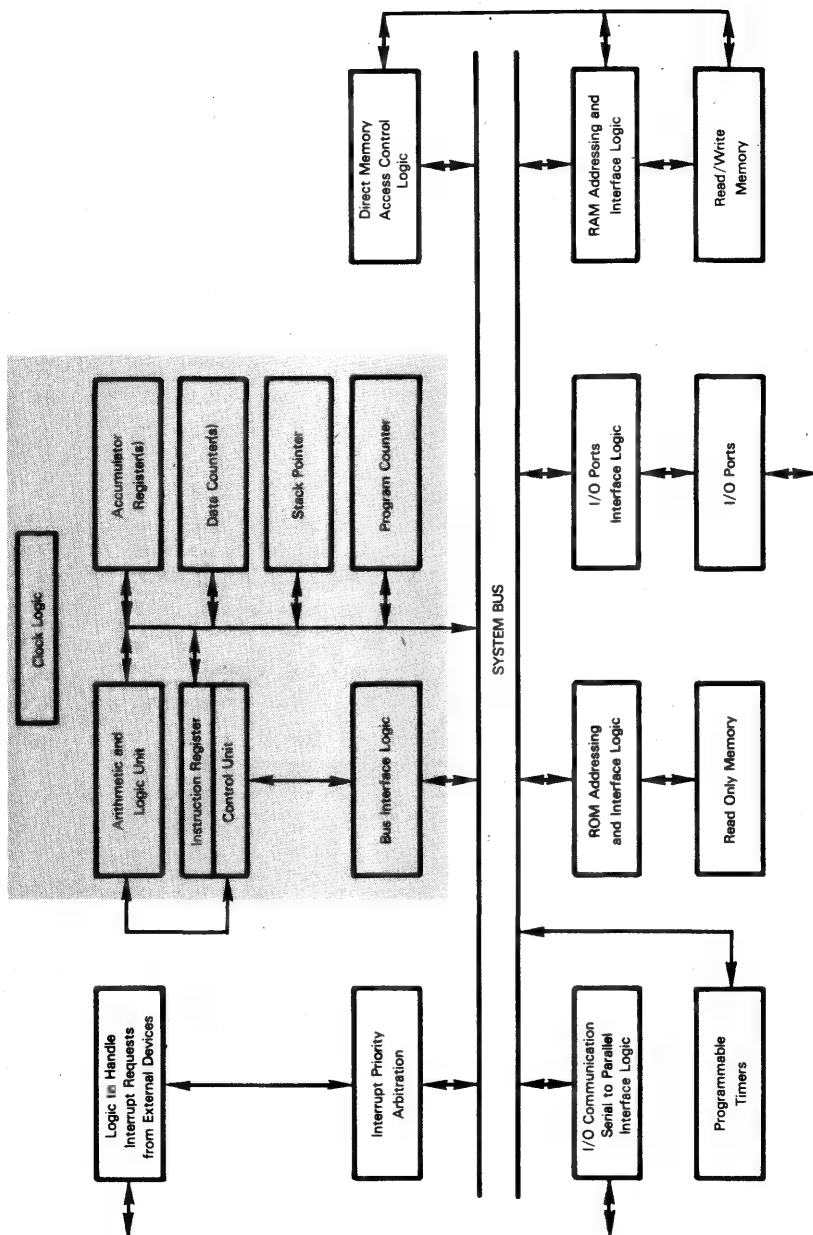 Clock Logic
Logic to Handle
Interrupt Requests
from External Devices
Arithmetic and
Logic Unit
Accumulator
Register(s)
Instruction Register
Control Unit
Data Counter(s)
Stack Pointer
Interrupt Priority
Arbitration
Bus Interface Logic
Program Counter
Direct Memory
Access Control
Logic
SYSTEM BUS
I/O Communication
Serial to Parallel
Interface Logic
ROM Addressing
and Interface Logic
I/O Ports
Interface Logic
RAM Addressing and
Interface Logic
Programmable
Timers
Read Only Memory
I/O Ports
Read/Write
Memory